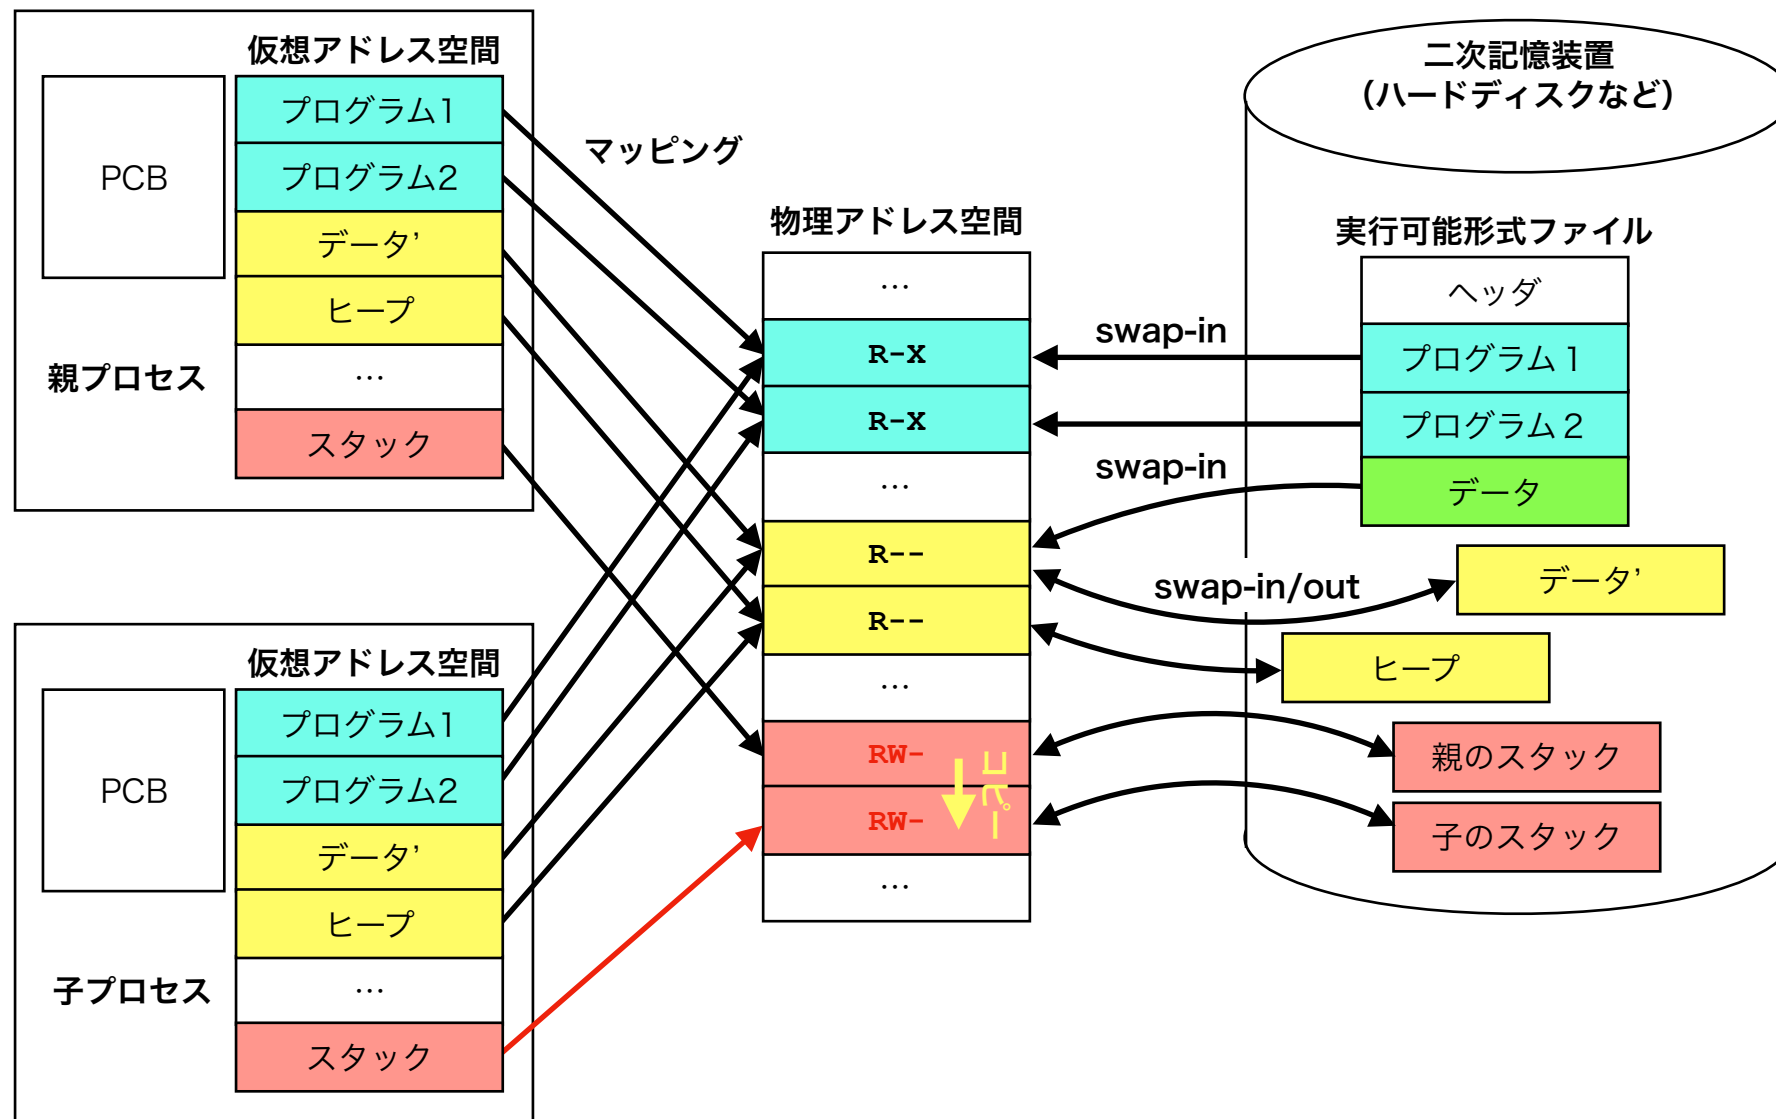 仮想アドレス空間
PCB
プログラム1
プログラム2
データ’
ヒープ
…
スタック
親プロセス
仮想アドレス空間
PCB
プログラム1
プログラム2
データ’
ヒープ
…
スタック
子プロセス
マッピング
物理アドレス空間
…
R-X
R-X
…
R--
R--
…
RW-
RW-
コピー
…
swap-in
swap-in
swap-in/out
二次記憶装置
（ハードディスクなど）
実行可能形式ファイル
ヘッダ
プログラム１
プログラム２
データ
データ’
ヒープ
親のスタック
子のスタック